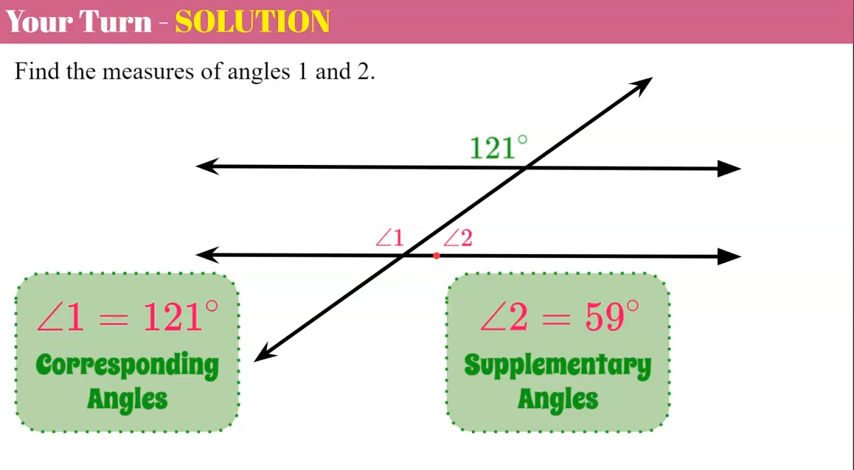 Your Turn - SOLUTION
Find the measures of angles 1 and 2.
121°
∠1 ∠2
∠1 = 121°
Corresponding
Angles
∠2 = 59°
Supplementary
Angles